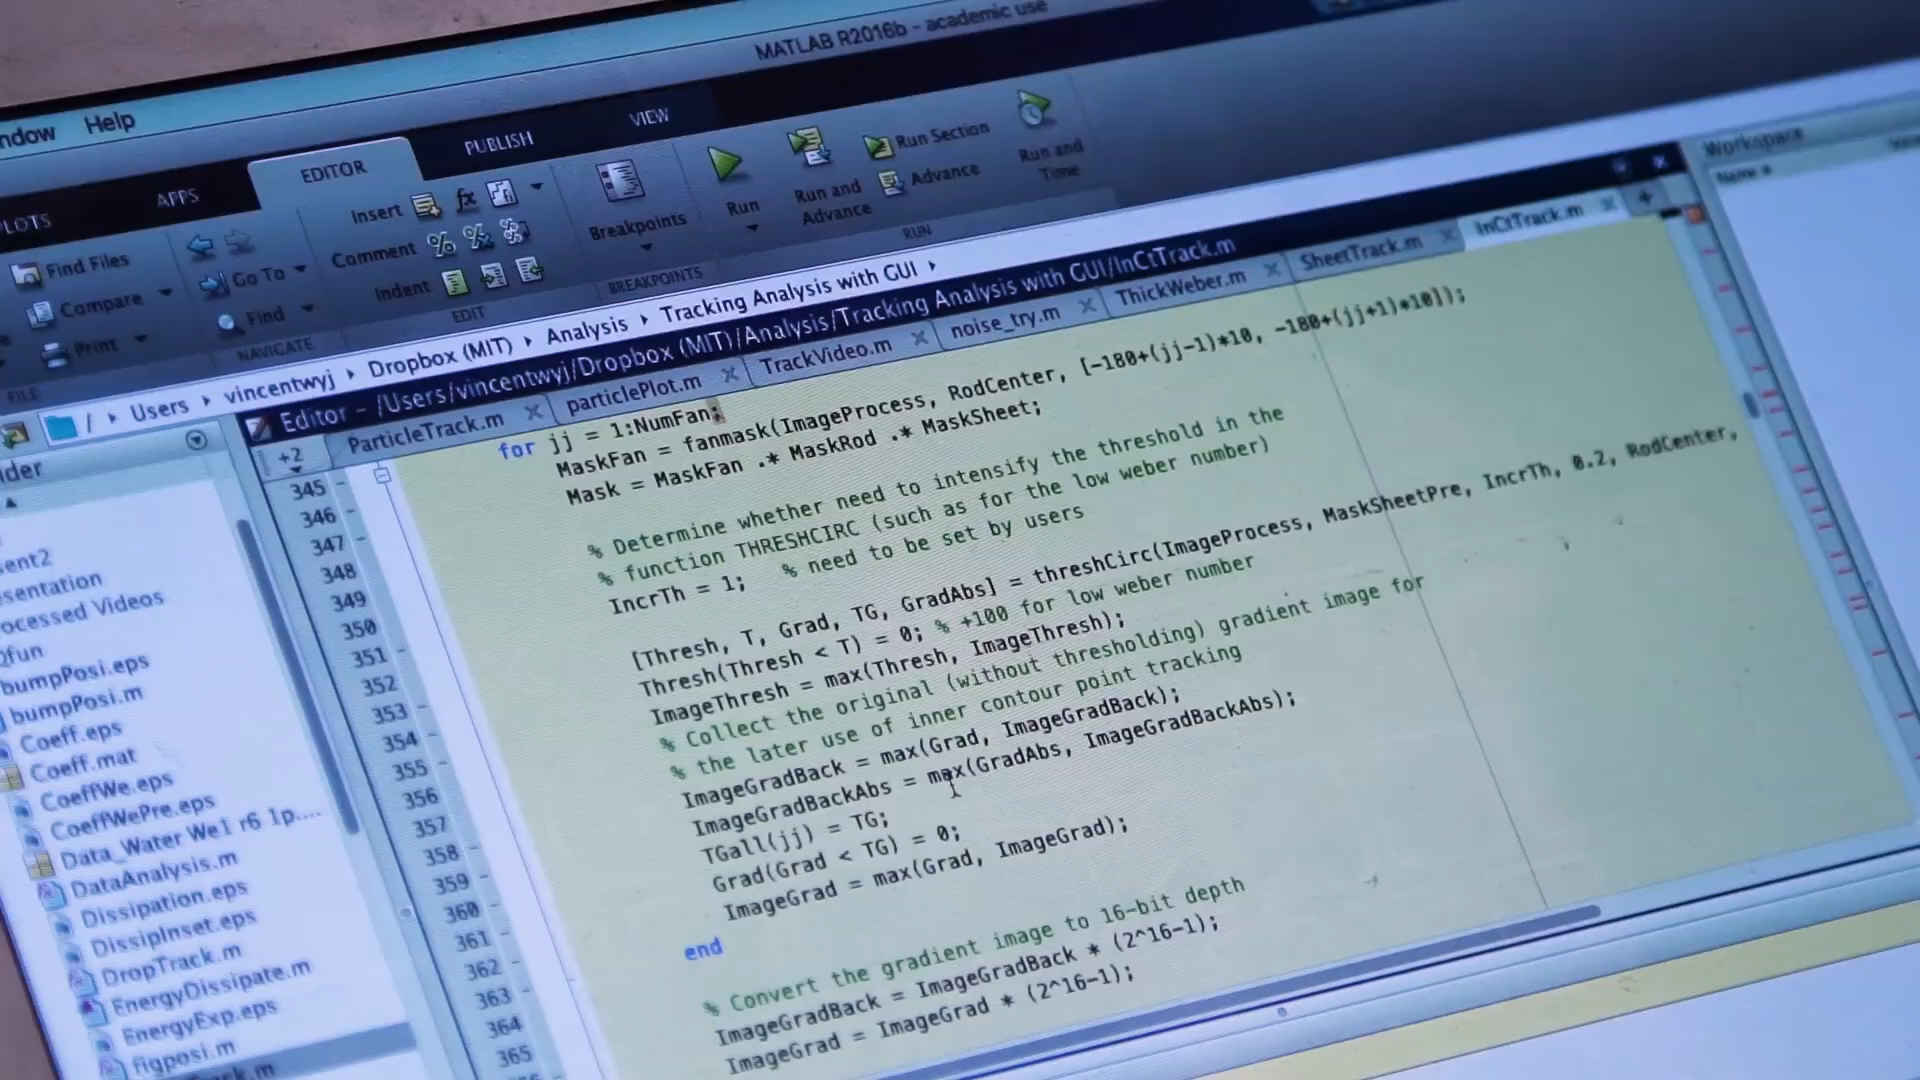 MATLAB R2016b - academic use
ndow Help
PLOTS APPS EDITOR PUBLISH VIEW
Find Files
Compare
Print
FILE
Go To
Find
NAVIGATE
Insert fx
Comment
Indent
EDIT
Breakpoints
BREAKPOINTS
Run
Run and Advance
Run Section
Advance
Run and Time
RUN
/ Users vincentwyj Dropbox (MIT) Analysis Tracking Analysis with GUI
Editor - /Users/vincentwyj/Dropbox (MIT)/Analysis/Tracking Analysis with GUI/InCtTrack.m
+2 ParticleTrack.m particlePlot.m TrackVideo.m noise_try.m ThickWeber.m SheetTrack.m InCtTrack.m +
Workspace
Name
for jj = 1:NumFan;
MaskFan = fanmask(ImageProcess, RodCenter, [-180+(jj-1)*10, -180+(jj+1)*10]);
Mask = MaskFan .* MaskRod .* MaskSheet;
% Determine whether need to intensify the threshold in the
% function THRESHCIRC (such as for the low weber number)
IncrTh = 1; % need to be set by users
[Thresh, T, Grad, TG, GradAbs] = threshCirc(ImageProcess, MaskSheetPre, IncrTh, 0.2, RodCenter,
Thresh(Thresh < T) = 0; % +100 for low weber number
ImageThresh = max(Thresh, ImageThresh);
% Collect the original (without thresholding) gradient image for
% the later use of inner contour point tracking
ImageGradBack = max(Grad, ImageGradBack);
ImageGradBackAbs = max(GradAbs, ImageGradBackAbs);
TGall(jj) = TG;
Grad(Grad < TG) = 0;
ImageGrad = max(Grad, ImageGrad);
end
% Convert the gradient image to 16-bit depth
ImageGradBack = ImageGradBack * (2^16-1);
ImageGrad = ImageGrad * (2^16-1);
345
346
347
348
349
350
351
352
353
354
355
356
357
358
359
360
361
362
363
364
365
lder
ent2
sentation
ocessed Videos
fun
bumpPosi.eps
bumpPosi.m
Coeff.eps
Coeff.mat
CoeffWe.eps
CoeffWePre.eps
Data_Water We1 r6 1p....
DataAnalysis.m
Dissipation.eps
DissipInset.eps
DropTrack.m
EnergyDissipate.m
EnergyExp.eps
figposi.m